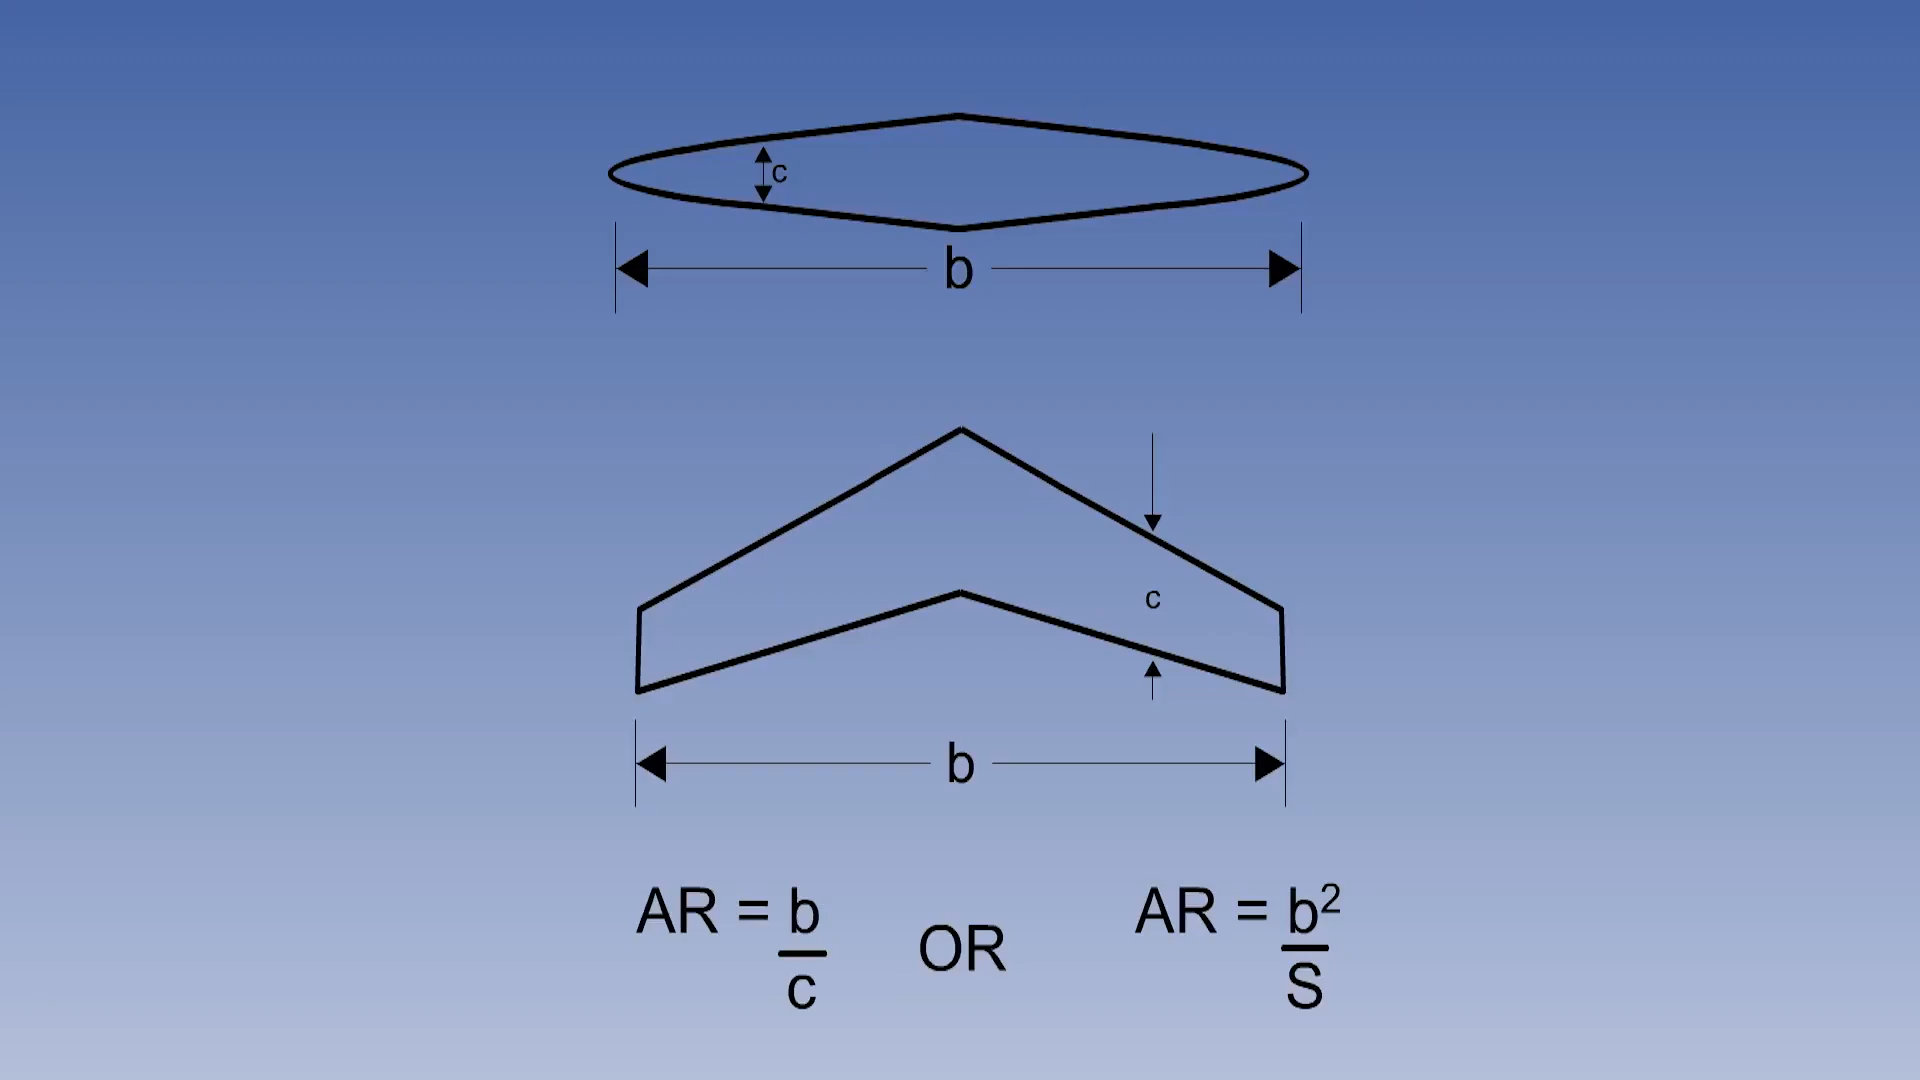 c
b
c
b
AR = b/c OR AR = b²/S